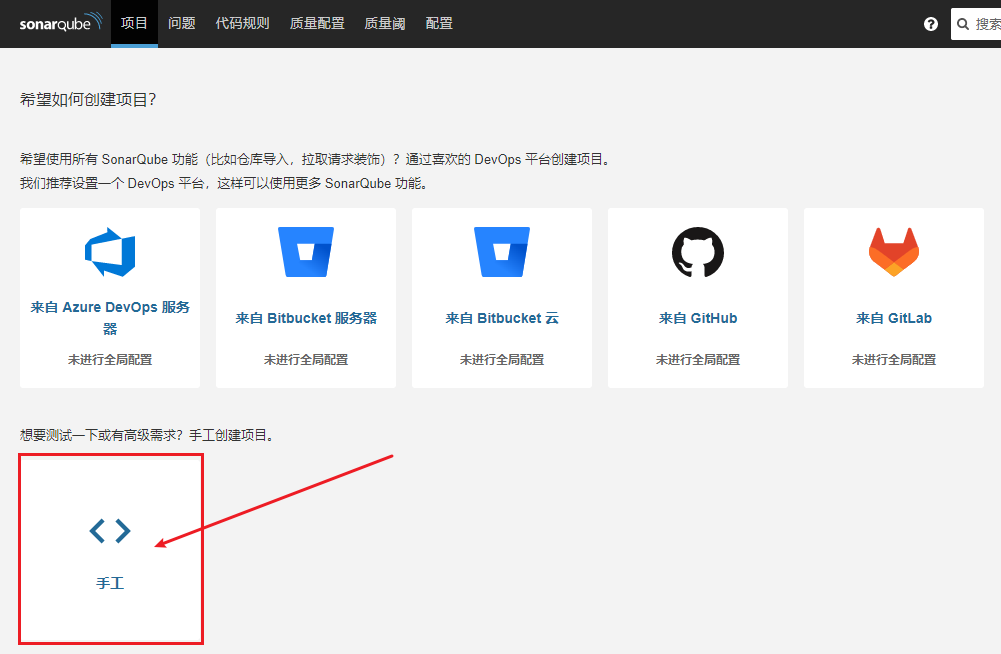 sonarqube 项目 问题 代码规则 质量配置 质量阈 配置 ? 搜索
希望如何创建项目?
希望使用所有 SonarQube 功能（比如仓库导入，拉取请求装饰）? 通过喜欢的 DevOps 平台创建项目。
我们推荐设置一个 DevOps 平台，这样可以使用更多 SonarQube 功能。
来自 Azure DevOps 服务
器
未进行全局配置
来自 Bitbucket 服务器
未进行全局配置
来自 Bitbucket 云
未进行全局配置
来自 GitHub
未进行全局配置
来自 GitLab
未进行全局配置
想要测试一下或有高级需求? 手工创建项目。
手工